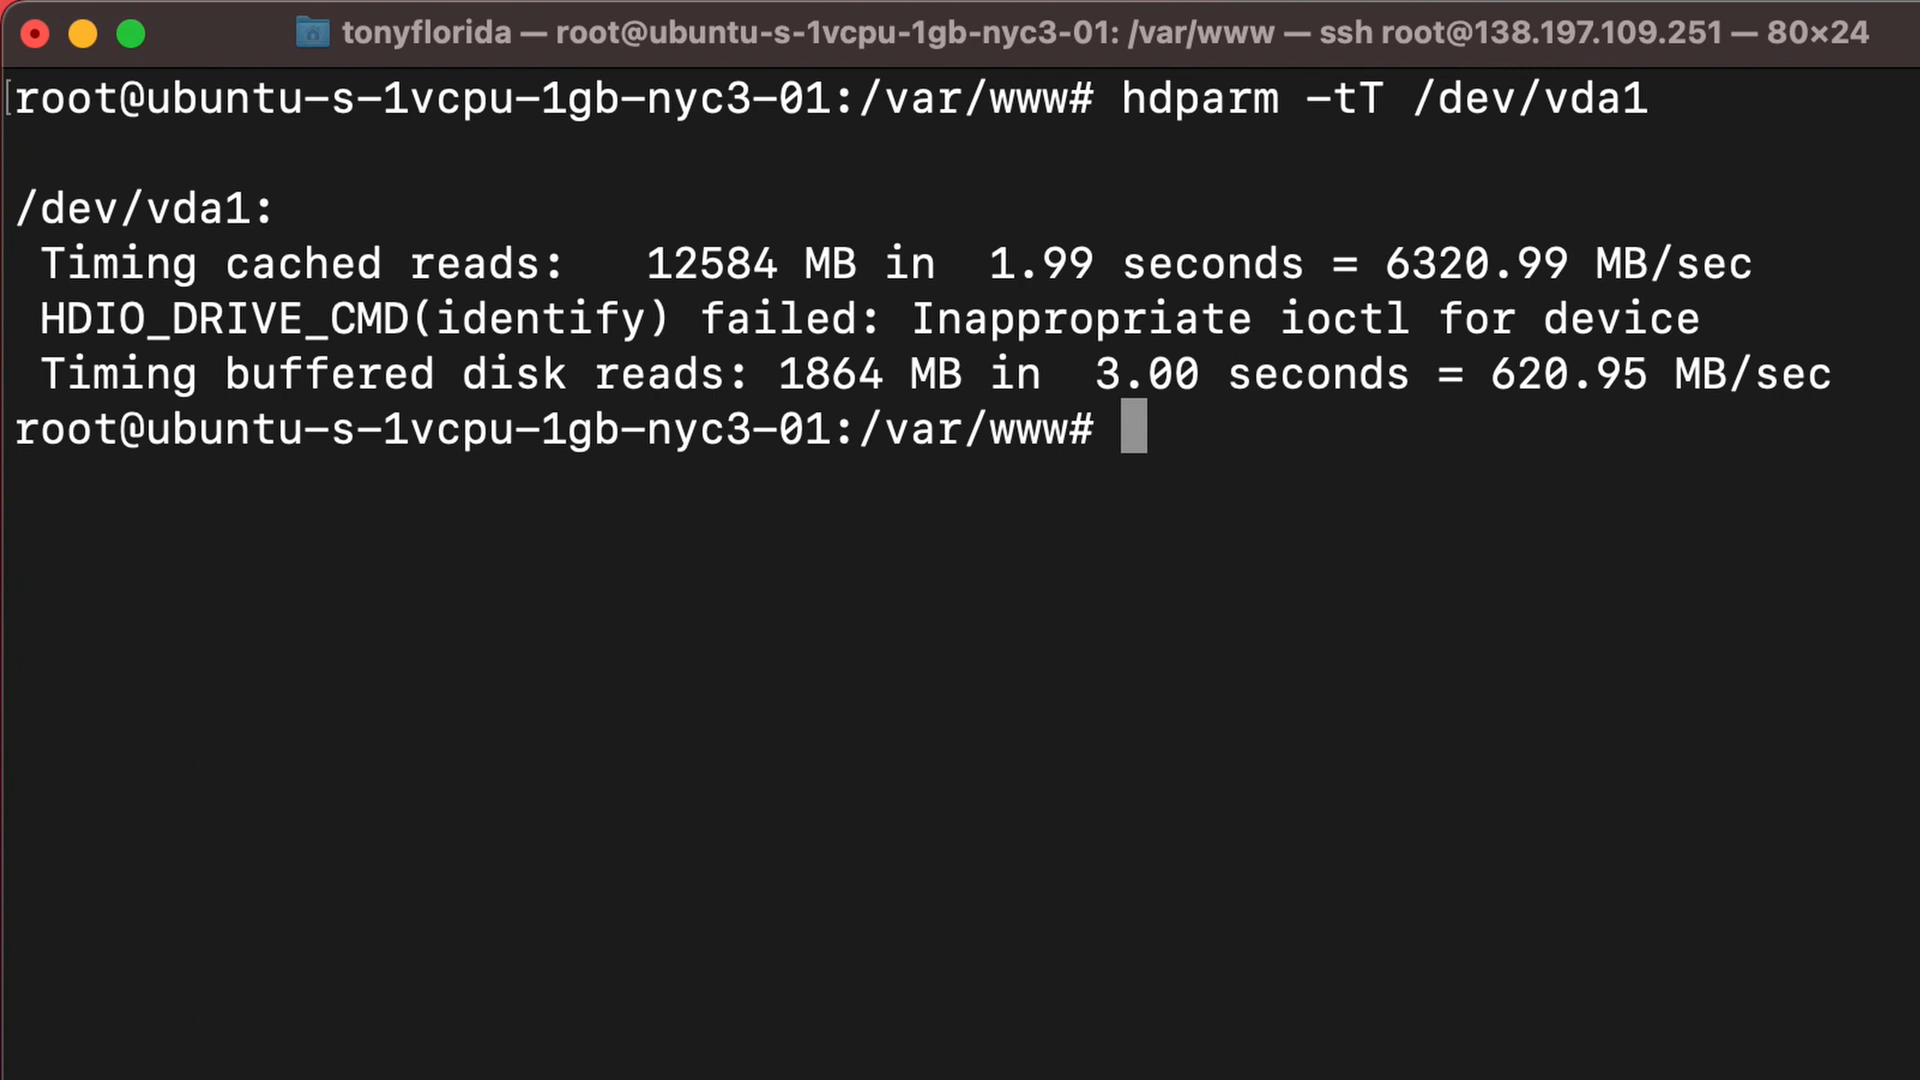 tonyflorida — root@ubuntu-s-1vcpu-1gb-nyc3-01: /var/www — ssh root@138.197.109.251 — 80×24
[root@ubuntu-s-1vcpu-1gb-nyc3-01:/var/www# hdparm -tT /dev/vda1
/dev/vda1:
 Timing cached reads:   12584 MB in  1.99 seconds = 6320.99 MB/sec
 HDIO_DRIVE_CMD(identify) failed: Inappropriate ioctl for device
 Timing buffered disk reads: 1864 MB in  3.00 seconds = 620.95 MB/sec
root@ubuntu-s-1vcpu-1gb-nyc3-01:/var/www#